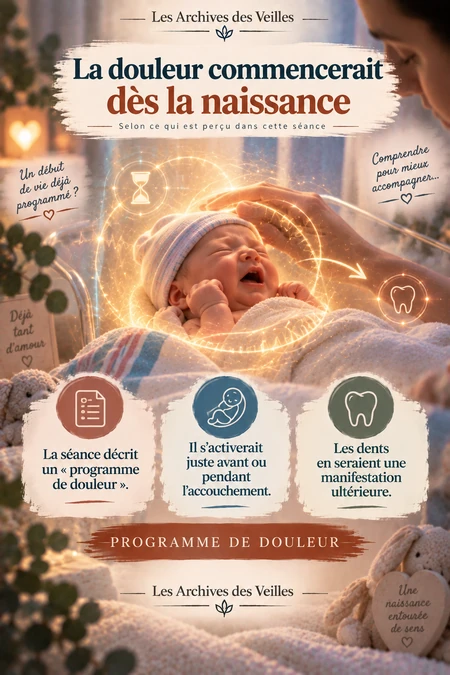 Les Archives des Veilles
La douleur commencerait
dès la naissance
Selon ce qui est perçu dans cette séance
Un début
de vie déjà
programmé ?
Comprendre
pour mieux
accompagner...
Déjà
tant
d'amour
La séance décrit
un « programme
de douleur ».
Il s'activerait
juste avant ou
pendant
l'accouchement.
Les dents
en seraient une
manifestation
ultérieure.
PROGRAMME DE DOULEUR
Les Archives des Veilles
Une
naissance
entourée
de sens